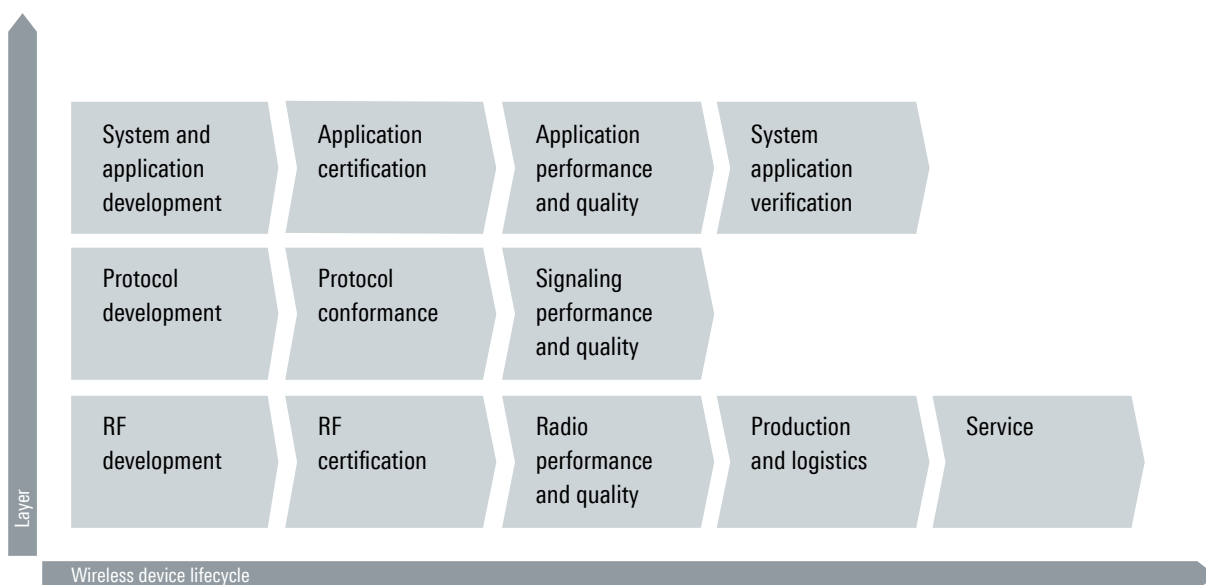 System and
application
development
Application
certification
Application
performance
and quality
System
application
verification
Protocol
development
Protocol
conformance
Signaling
performance
and quality
RF
development
RF
certification
Radio
performance
and quality
Production
and logistics
Service
Layer
Wireless device lifecycle